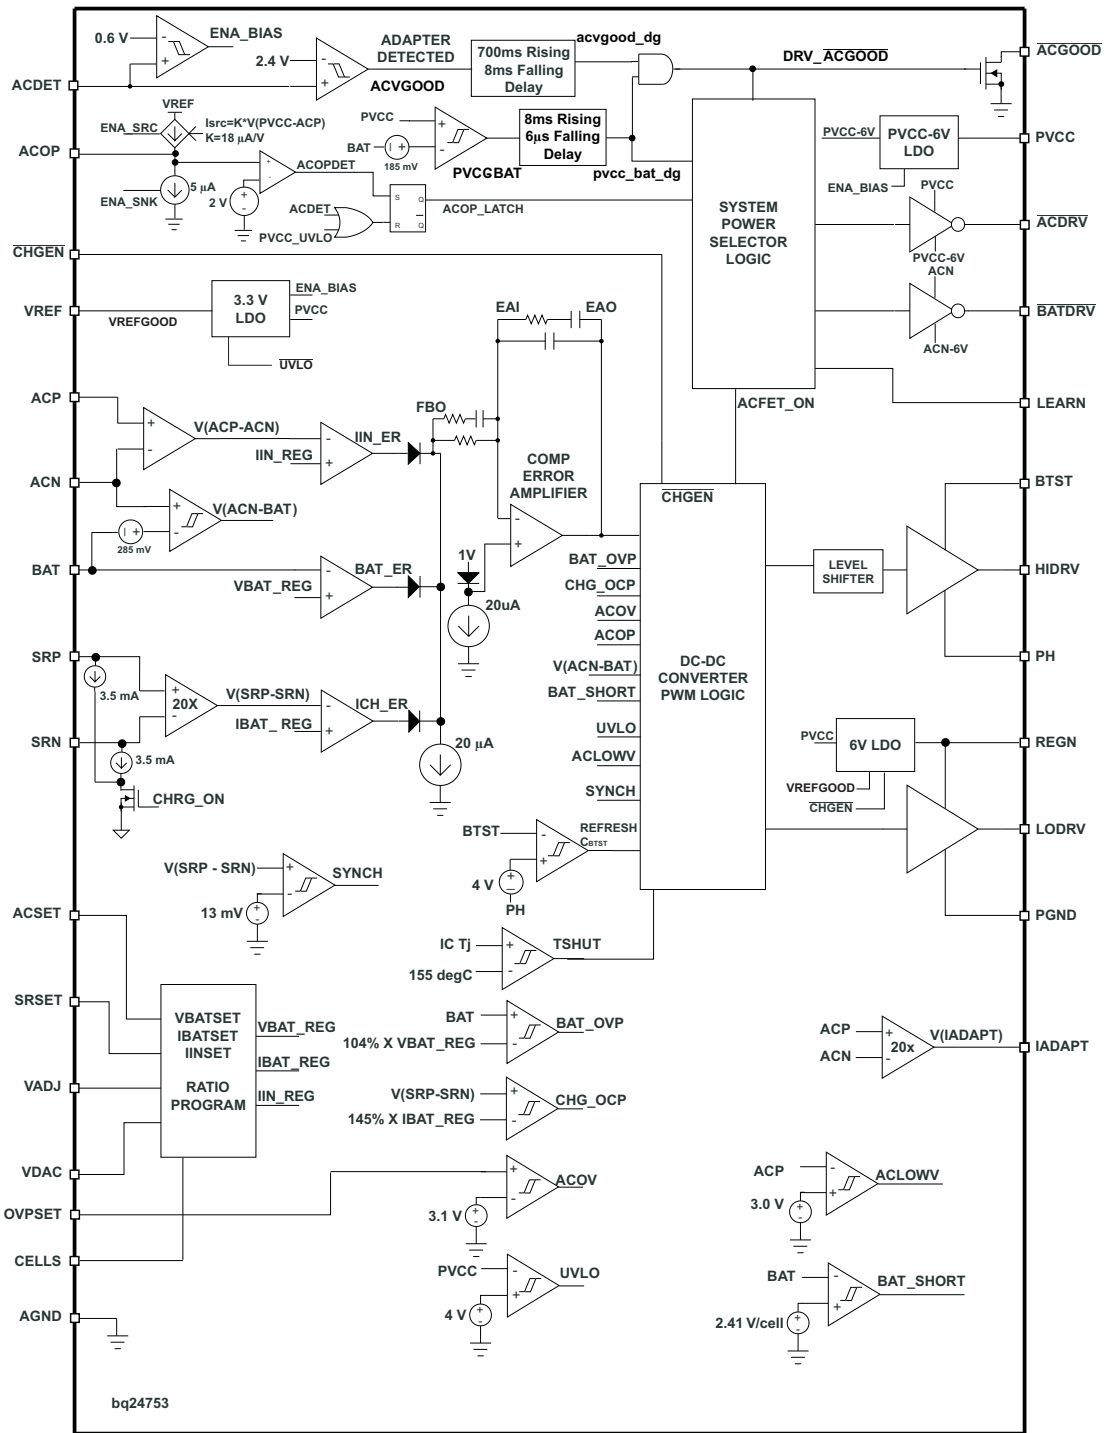 0.6 V
ENA_BIAS
2.4 V
ADAPTER
DETECTED
ACVGOOD
700ms Rising
8ms Falling
Delay
acvgood_dg
DRV_ACGOOD
ACGOOD
ACDET
VREF
ENA_SRC
Isrc=K*V(PVCC-ACP)
K=18 μA/V
ACOP
ENA_SNK
5 μA
2 V
+
-
+
-
ACOPDET
ACDET
PVCC_UVLO
S
Q
R
Q
ACOP_LATCH
PVCC
BAT
185 mV
PVCGBAT
8ms Rising
6μs Falling
Delay
pvcc_bat_dg
SYSTEM
POWER
SELECTOR
LOGIC
PVCC-6V
PVCC-6V
LDO
ENA_BIAS
PVCC
PVCC
ACDRV
PVCC-6V
ACN
BATDRV
ACN-6V
LEARN
ACFET_ON
CHGEN
VREF
VREFGOOD
3.3 V
LDO
ENA_BIAS
PVCC
UVLO
EAI
EAO
FBO
COMP
ERROR
AMPLIFIER
ACP
V(ACP-ACN)
IIN_REG
IIN_ER
ACN
V(ACN-BAT)
285 mV
BAT
VBAT_REG
BAT_ER
1V
20uA
SRP
3.5 mA
20X
V(SRP-SRN)
IBAT_ REG
ICH_ER
20 μA
SRN
3.5 mA
CHRG_ON
CHGEN
BAT_OVP
CHG_OCP
ACOV
ACOP
V(ACN-BAT)
BAT_SHORT
UVLO
ACLOWV
SYNCH
DC-DC
CONVERTER
PWM LOGIC
BTST
LEVEL
SHIFTER
HIDRV
PH
PVCC
6V LDO
REGN
VREFGOOD
CHGEN
LODRV
PGND
BTST
REFRESH
CBTST
4 V
PH
V(SRP - SRN)
SYNCH
13 mV
IC Tj
155 degC
TSHUT
ACSET
SRSET
VADJ
VDAC
OVPSET
CELLS
AGND
VBATSET
IBATSET
IINSET
RATIO
PROGRAM
VBAT_REG
IBAT_REG
IIN_REG
BAT
104% X VBAT_REG
BAT_OVP
V(SRP-SRN)
145% X IBAT_REG
CHG_OCP
3.1 V
ACOV
PVCC
4 V
UVLO
ACP
ACN
20x
V(IADAPT)
IADAPT
ACP
3.0 V
ACLOWV
BAT
2.41 V/cell
BAT_SHORT
bq24753